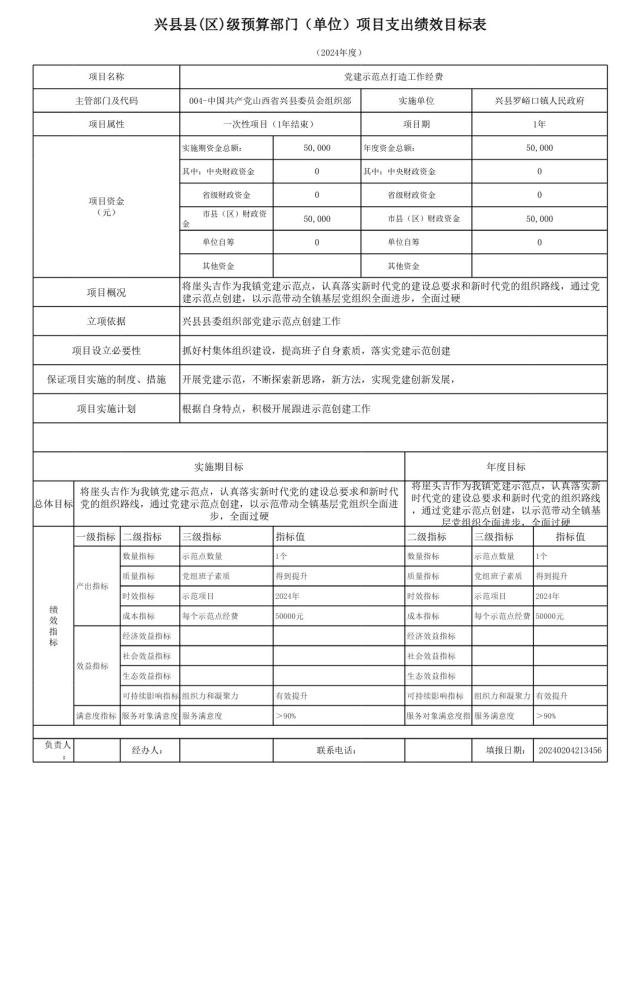 兴县县(区)级预算部门（单位）项目支出绩效目标表
（2024年度）
项目名称 党建示范点打造工作经费
主管部门及代码 004-中国共产党山西省兴县委员会组织部 实施单位 兴县罗峪口镇人民政府
项目属性 一次性项目（1年结束） 项目期 1年
项目资金
（元）
实施期资金总额： 50,000 年度资金总额： 50,000
其中：中央财政资金 0 其中：中央财政资金 0
省级财政资金 0 省级财政资金 0
市县（区）财政资
金 50,000 市县（区）财政资金 50,000
单位自筹 0 单位自筹 0
其他资金 其他资金
项目概况
将崖头吉作为我镇党建示范点，认真落实新时代党的建设总要求和新时代党的组织路线，通过党
建示范点创建，以示范带动全镇基层党组织全面进步，全面过硬
立项依据 兴县县委组织部党建示范点创建工作
项目设立必要性 抓好村集体组织建设，提高班子自身素质，落实党建示范创建
保证项目实施的制度、措施 开展党建示范，不断探索新思路，新方法，实现党建创新发展，
项目实施计划 根据自身特点，积极开展跟进示范创建工作
实施期目标 年度目标
总体目标
将崖头吉作为我镇党建示范点，认真落实新时代党的建设总要求和新时代
党的组织路线，通过党建示范点创建，以示范带动全镇基层党组织全面进
步，全面过硬
将崖头吉作为我镇党建示范点，认真落实新
时代党的建设总要求和新时代党的组织路线
，通过党建示范点创建，以示范带动全镇基
层党组织全面进步，全面过硬
绩效指标
一级指标 二级指标 三级指标 指标值 二级指标 三级指标 指标值
产出指标
数量指标 示范点数量 1个 数量指标 示范点数量 1个
质量指标 党组班子素质 得到提升 质量指标 党组班子素质 得到提升
时效指标 示范项目 2024年 时效指标 示范项目 2024年
成本指标 每个示范点经费 50000元 成本指标 每个示范点经费 50000元
效益指标
经济效益指标 经济效益指标
社会效益指标 社会效益指标
生态效益指标 生态效益指标
可持续影响指标 组织力和凝聚力 有效提升 可持续影响指标 组织力和凝聚力 有效提升
满意度指标 服务对象满意度 服务满意度 ＞90% 服务对象满意度指 服务满意度 ＞90%
负责人
： 经办人： 联系电话： 填报日期： 20240204213456